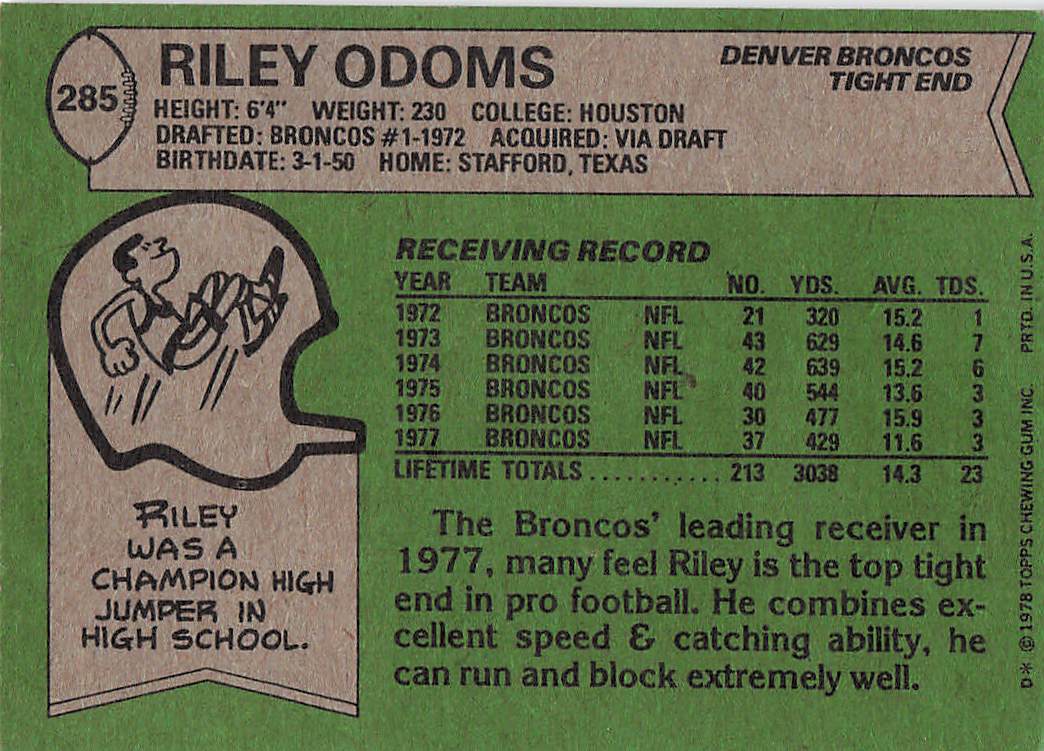 285
RILEY ODOMS
DENVER BRONCOS
TIGHT END
HEIGHT: 6'4" WEIGHT: 230 COLLEGE: HOUSTON
DRAFTED: BRONCOS #1-1972 ACQUIRED: VIA DRAFT
BIRTHDATE: 3-1-50 HOME: STAFFORD, TEXAS
RECEIVING RECORD
YEAR TEAM NO. YDS. AVG. TDS.
1972 BRONCOS NFL 21 320 15.2 1
1973 BRONCOS NFL 43 629 14.6 7
1974 BRONCOS NFL 42 639 15.2 6
1975 BRONCOS NFL 40 544 13.6 3
1976 BRONCOS NFL 30 477 15.9 3
1977 BRONCOS NFL 37 429 11.6 3
LIFETIME TOTALS............ 213 3038 14.3 23
RILEY
WAS A
CHAMPION HIGH
JUMPER IN
HIGH SCHOOL.
The Broncos' leading receiver in
1977, many feel Riley is the top tight
end in pro football. He combines ex-
cellent speed & catching ability, he
can run and block extremely well.
D* © 1978 TOPPS CHEWING GUM INC. PRTD. IN U.S.A.